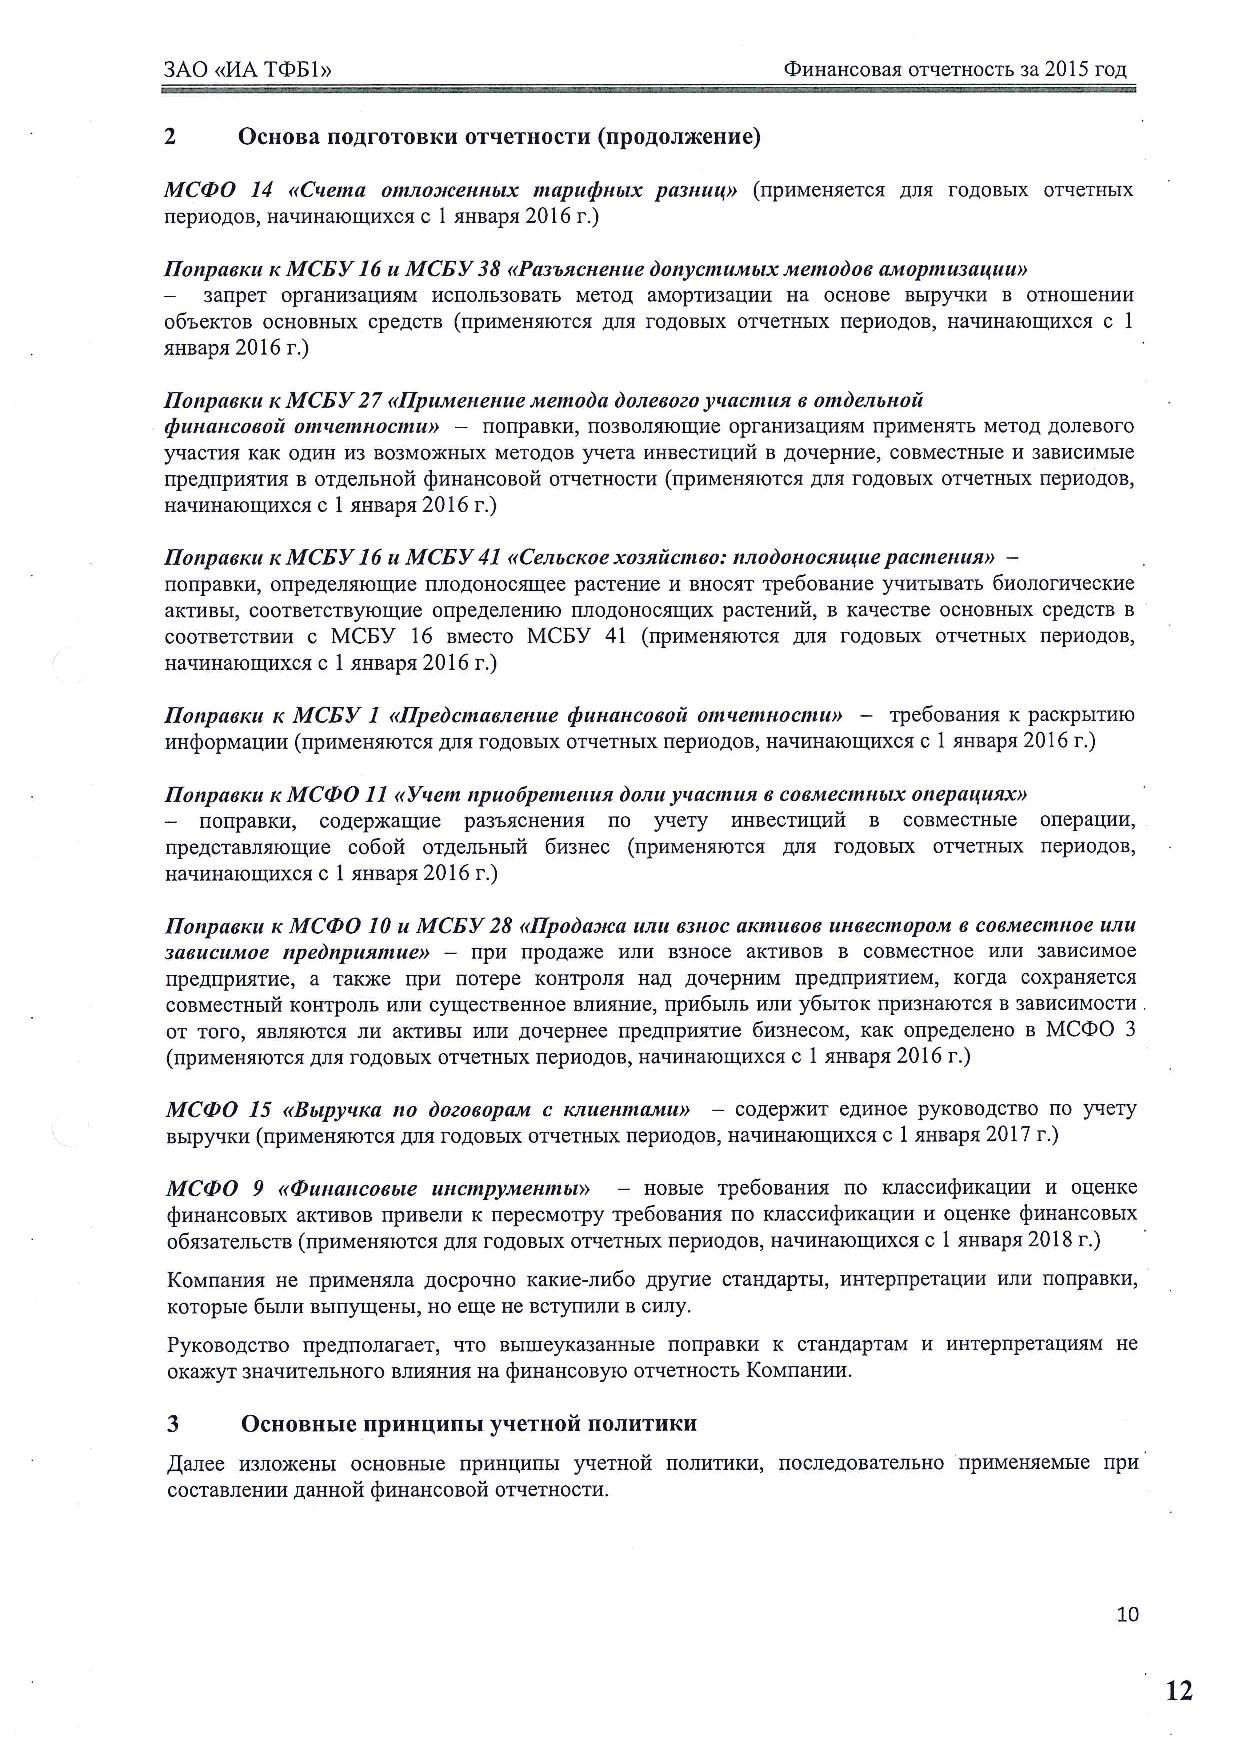 ЗАО «ИА ТФБ1» Финансовая отчетность за 2015 год
2 Основа подготовки отчетности (продолжение)
МСФО 14 «Счета отложенных тарифных разниц» (применяется для годовых отчетных
периодов, начинающихся с 1 января 2016 г.)
Поправки к МСБУ 16 и МСБУ 38 «Разъяснение допустимых методов амортизации»
– запрет организациям использовать метод амортизации на основе выручки в отношении
объектов основных средств (применяются для годовых отчетных периодов, начинающихся с 1
января 2016 г.)
Поправки к МСБУ 27 «Применение метода долевого участия в отдельной
финансовой отчетности» – поправки, позволяющие организациям применять метод долевого
участия как один из возможных методов учета инвестиций в дочерние, совместные и зависимые
предприятия в отдельной финансовой отчетности (применяются для годовых отчетных периодов,
начинающихся с 1 января 2016 г.)
Поправки к МСБУ 16 и МСБУ 41 «Сельское хозяйство: плодоносящие растения» –
поправки, определяющие плодоносящее растение и вносят требование учитывать биологические
активы, соответствующие определению плодоносящих растений, в качестве основных средств в
соответствии с МСБУ 16 вместо МСБУ 41 (применяются для годовых отчетных периодов,
начинающихся с 1 января 2016 г.)
Поправки к МСБУ 1 «Представление финансовой отчетности» – требования к раскрытию
информации (применяются для годовых отчетных периодов, начинающихся с 1 января 2016 г.)
Поправки к МСФО 11 «Учет приобретения доли участия в совместных операциях»
– поправки, содержащие разъяснения по учету инвестиций в совместные операции,
представляющие собой отдельный бизнес (применяются для годовых отчетных периодов,
начинающихся с 1 января 2016 г.)
Поправки к МСФО 10 и МСБУ 28 «Продажа или взнос активов инвестором в совместное или
зависимое предприятие» – при продаже или взносе активов в совместное или зависимое
предприятие, а также при потере контроля над дочерним предприятием, когда сохраняется
совместный контроль или существенное влияние, прибыль или убыток признаются в зависимости
от того, являются ли активы или дочернее предприятие бизнесом, как определено в МСФО 3
(применяются для годовых отчетных периодов, начинающихся с 1 января 2016 г.)
МСФО 15 «Выручка по договорам с клиентами» – содержит единое руководство по учету
выручки (применяются для годовых отчетных периодов, начинающихся с 1 января 2017 г.)
МСФО 9 «Финансовые инструменты» – новые требования по классификации и оценке
финансовых активов привели к пересмотру требования по классификации и оценке финансовых
обязательств (применяются для годовых отчетных периодов, начинающихся с 1 января 2018 г.)
Компания не применяла досрочно какие-либо другие стандарты, интерпретации или поправки,
которые были выпущены, но еще не вступили в силу.
Руководство предполагает, что вышеуказанные поправки к стандартам и интерпретациям не
окажут значительного влияния на финансовую отчетность Компании.
3 Основные принципы учетной политики
Далее изложены основные принципы учетной политики, последовательно применяемые при
составлении данной финансовой отчетности.
10
12